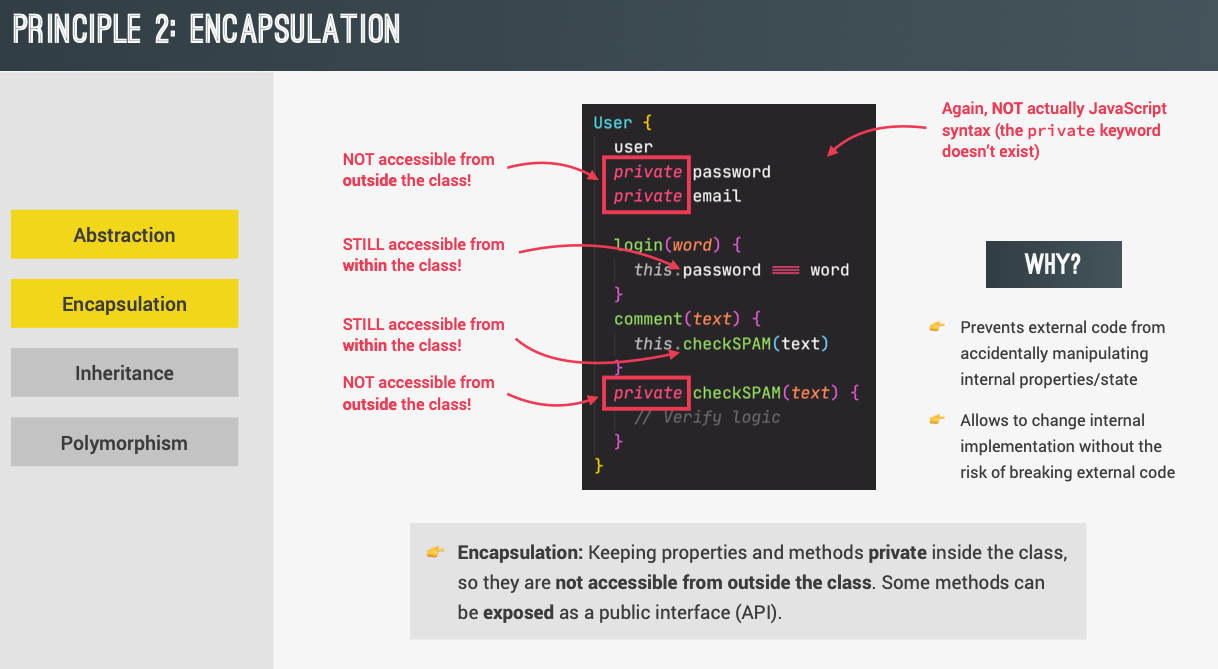 PRINCIPLE 2: ENCAPSULATION
Abstraction
Encapsulation
Inheritance
Polymorphism
NOT accessible from
outside the class!
STILL accessible from
within the class!
STILL accessible from
within the class!
NOT accessible from
outside the class!
User {
user
private password
private email
login(word) {
this.password === word
}
comment(text) {
this.checkSPAM(text)
}
private checkSPAM(text) {
// Verify logic
}
}
Again, NOT actually JavaScript
syntax (the private keyword
doesn't exist)
WHY?
👉 Prevents external code from
accidentally manipulating
internal properties/state
👉 Allows to change internal
implementation without the
risk of breaking external code
👉 Encapsulation: Keeping properties and methods private inside the class,
so they are not accessible from outside the class. Some methods can
be exposed as a public interface (API).